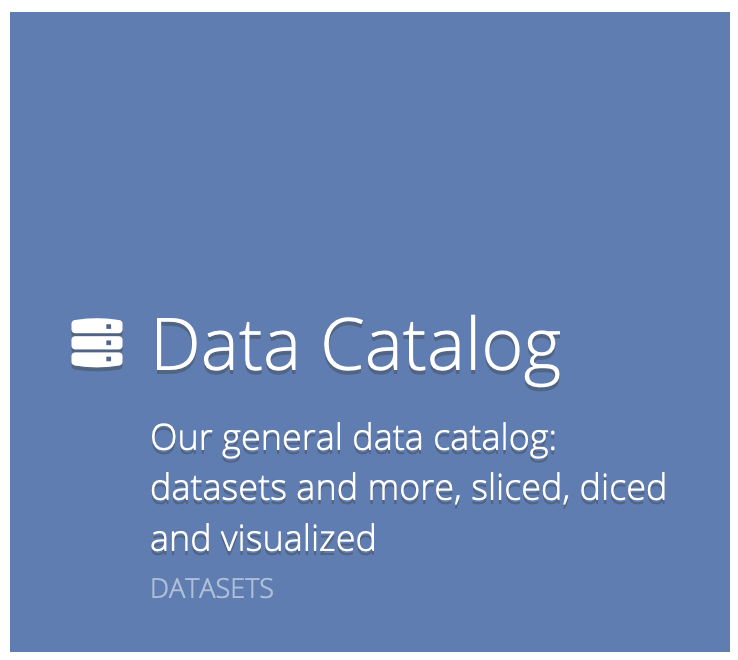 Data Catalog
Our general data catalog:
datasets and more, sliced, diced
and visualized
DATASETS